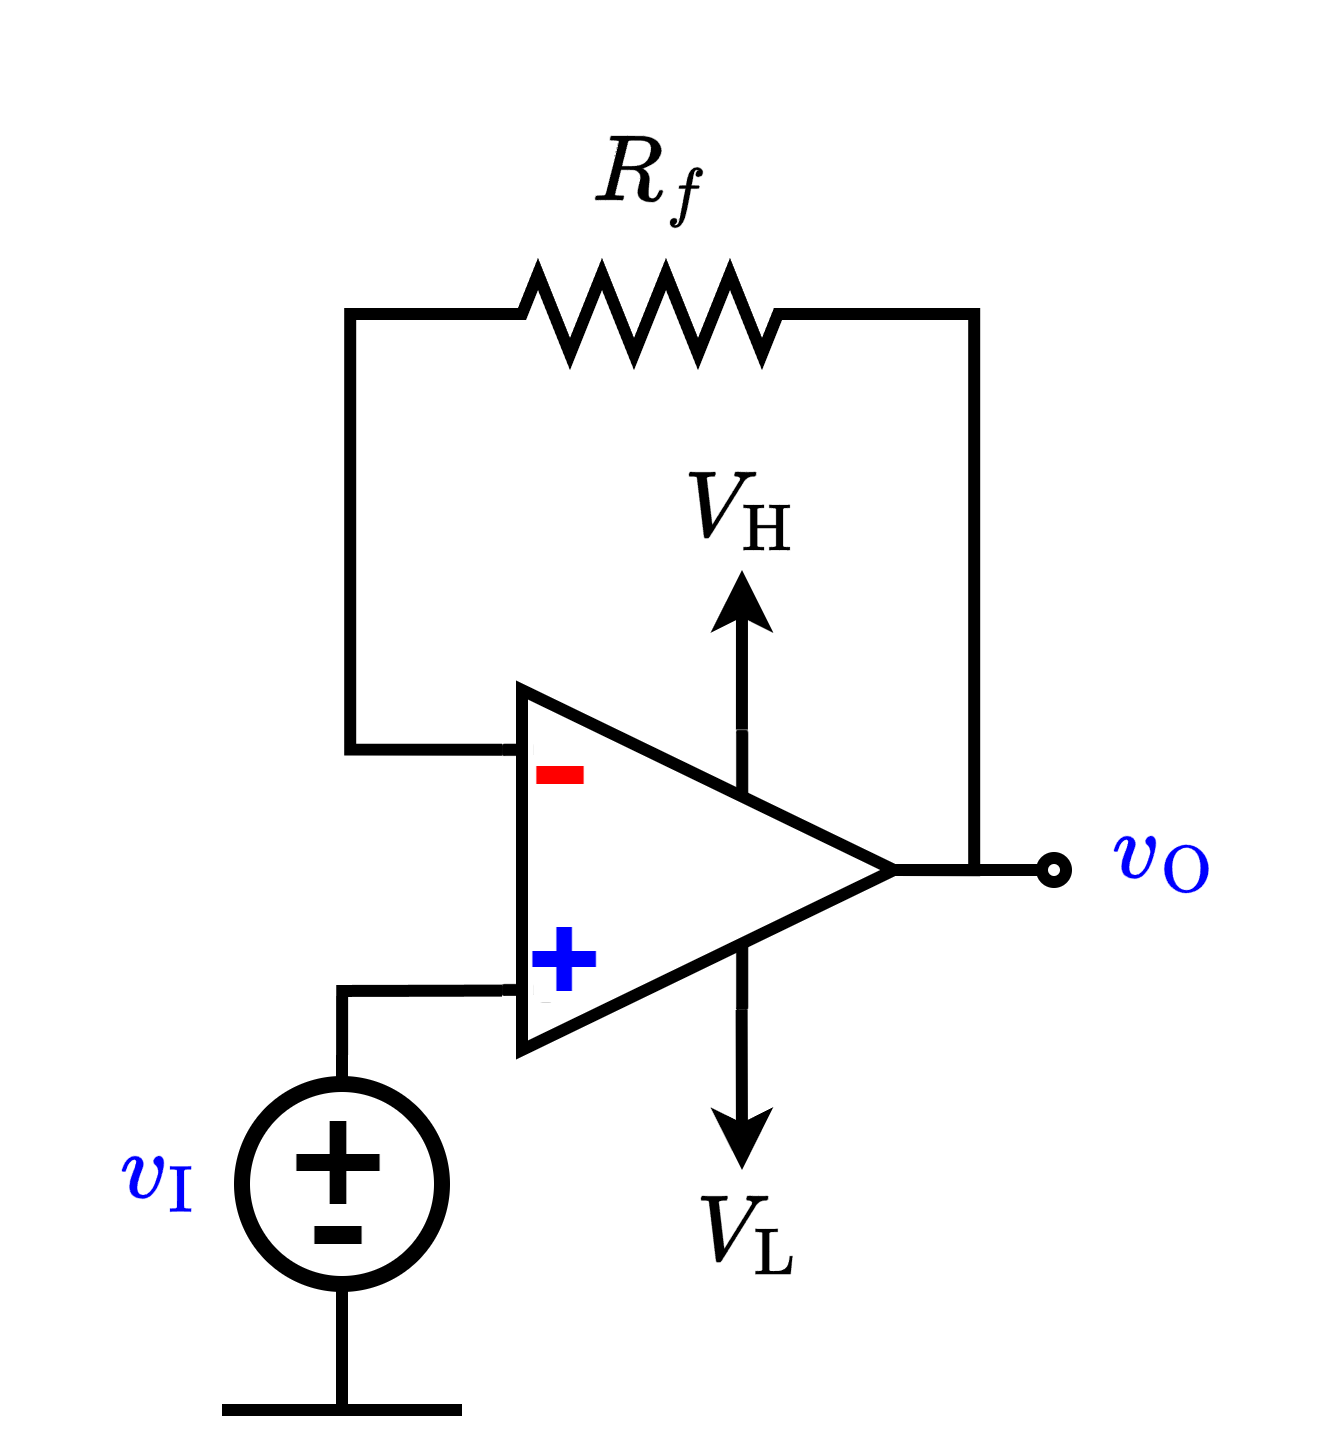 R_f
V_H
-
+
v_O
v_I
+
-
V_L